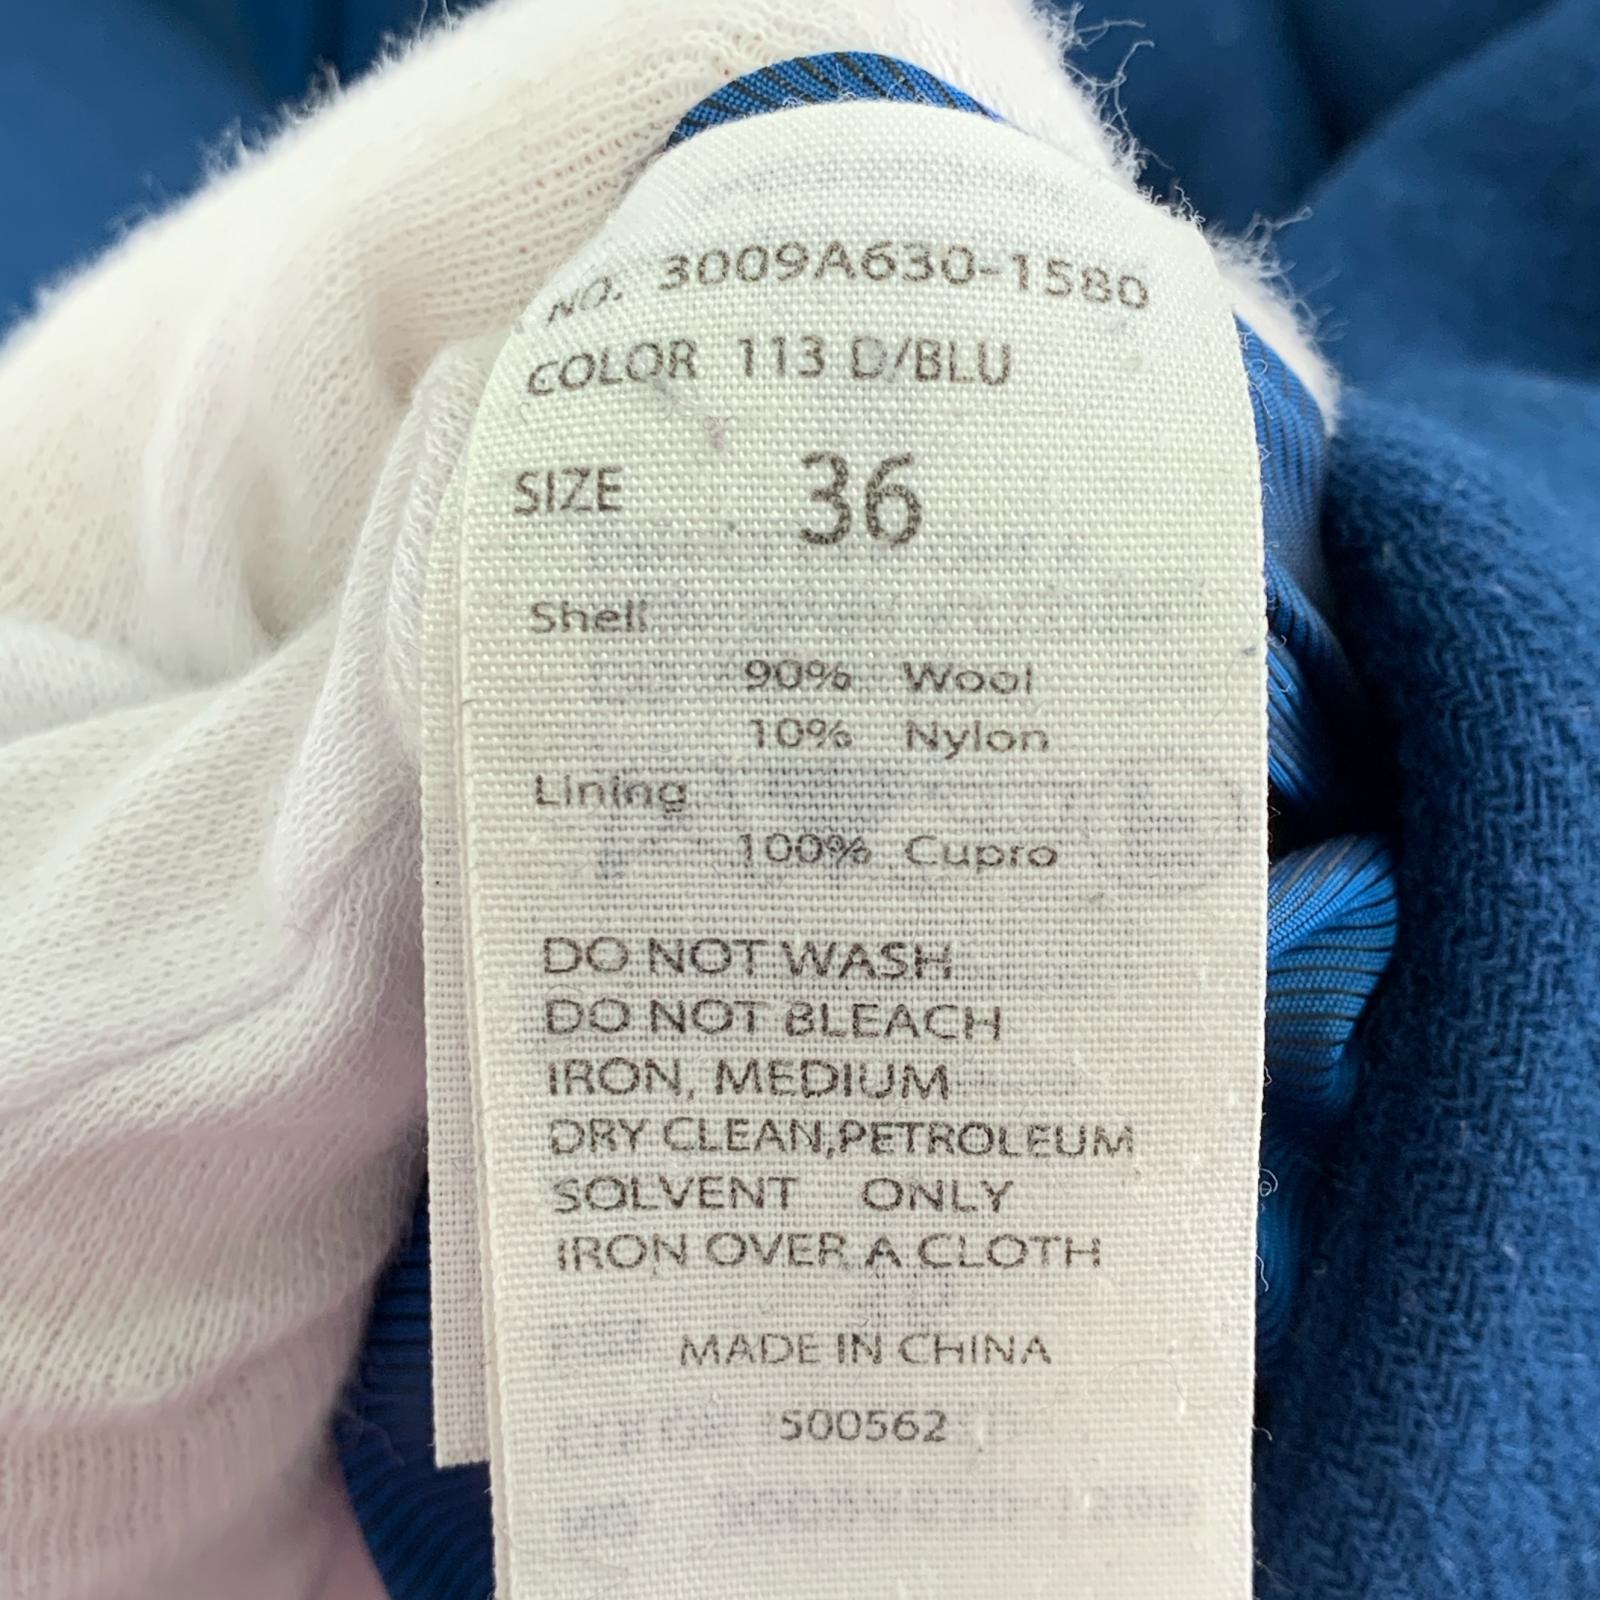 NO. 3009A630-1580
COLOR 113 D/BLU
SIZE 36
Shell
90% Wool
10% Nylon
Lining
100% Cupro
DO NOT WASH
DO NOT BLEACH
IRON, MEDIUM
DRY CLEAN,PETROLEUM
SOLVENT ONLY
IRON OVER A CLOTH
MADE IN CHINA
500562